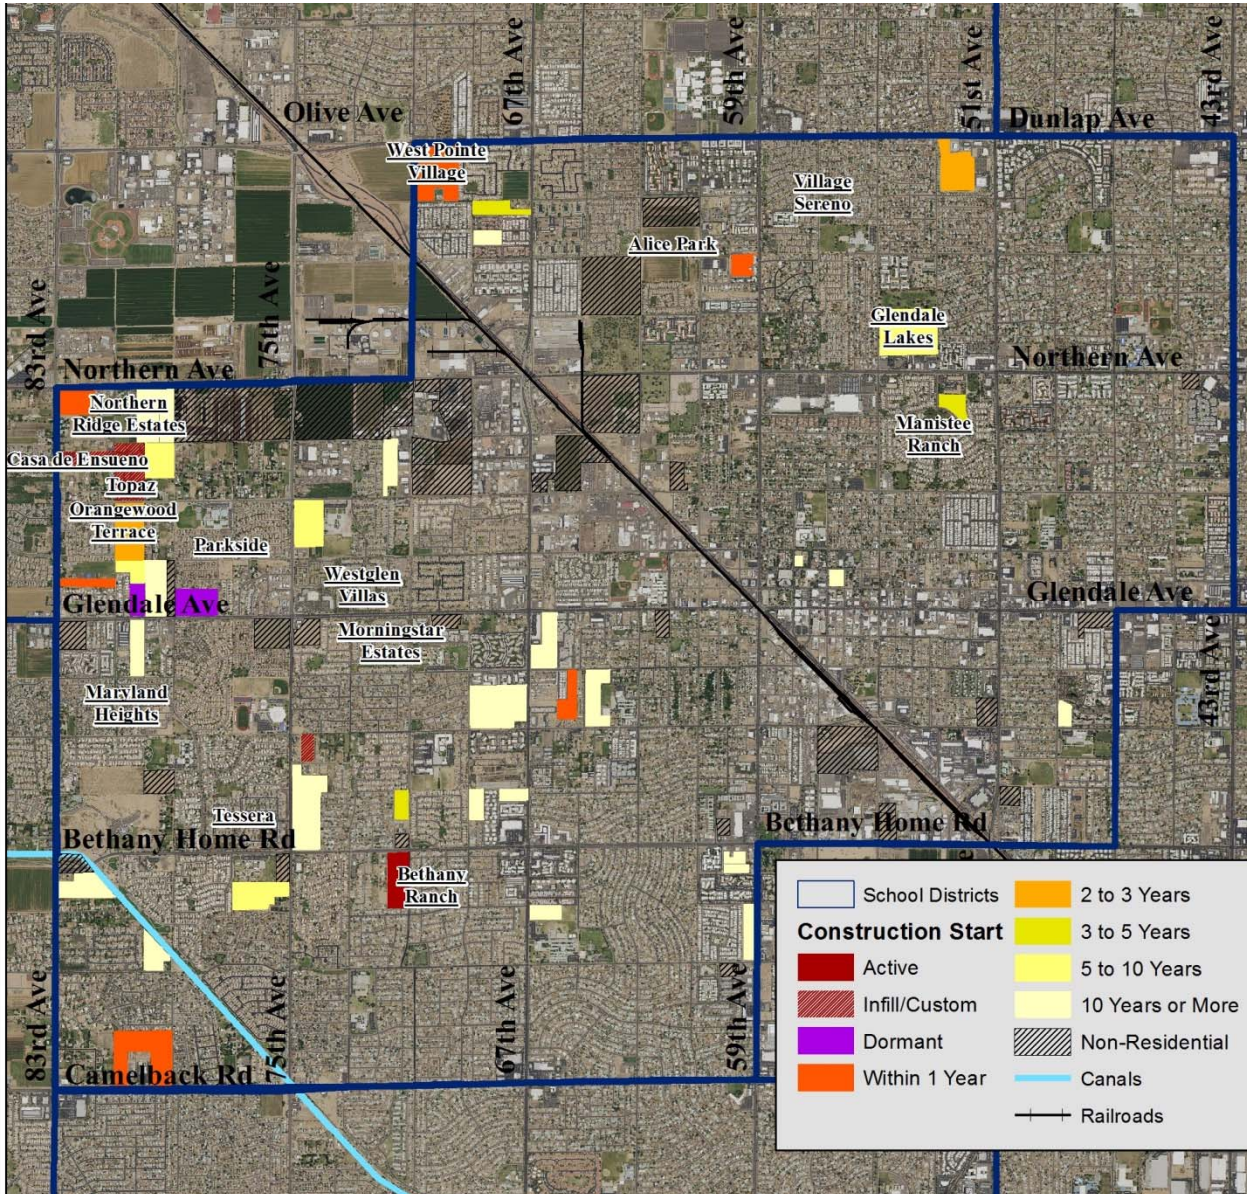 Olive Ave
67th Ave
59th Ave
51st Ave
Dunlap Ave
43rd Ave
West Pointe
Village
Village
Sereno
Alice Park
83rd Ave
75th Ave
Glendale
Lakes
Northern Ave
Northern Ave
Northern
Ridge Estates
Manistee
Ranch
Casa de Ensueno
Topaz
Orangewood
Terrace
Parkside
Westglen
Villas
Glendale Ave
Glendale Ave
Morningstar
Estates
Maryland
Heights
43rd Ave
Tessera
Bethany Home Rd
Bethany Home Rd
Bethany
Ranch
83rd Ave
75th Ave
67th Ave
59th Ave
Camelback Rd
School Districts
Construction Start
Active
Infill/Custom
Dormant
Within 1 Year
2 to 3 Years
3 to 5 Years
5 to 10 Years
10 Years or More
Non-Residential
Canals
Railroads